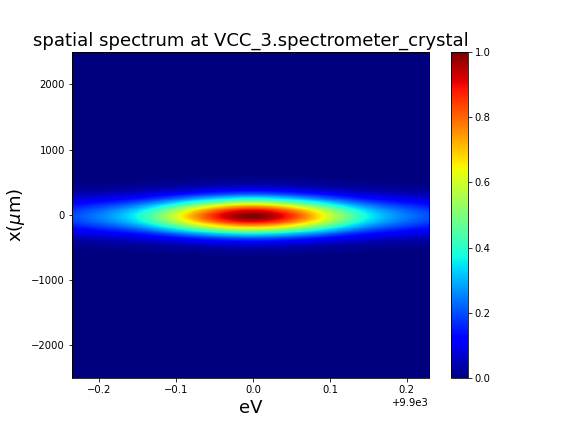 spatial spectrum at VCC_3.spectrometer_crystal
x(μm)
2000
1000
0
−1000
−2000
−0.2 −0.1 0.0 0.1 0.2
+9.9e3
eV
1.0
0.8
0.6
0.4
0.2
0.0